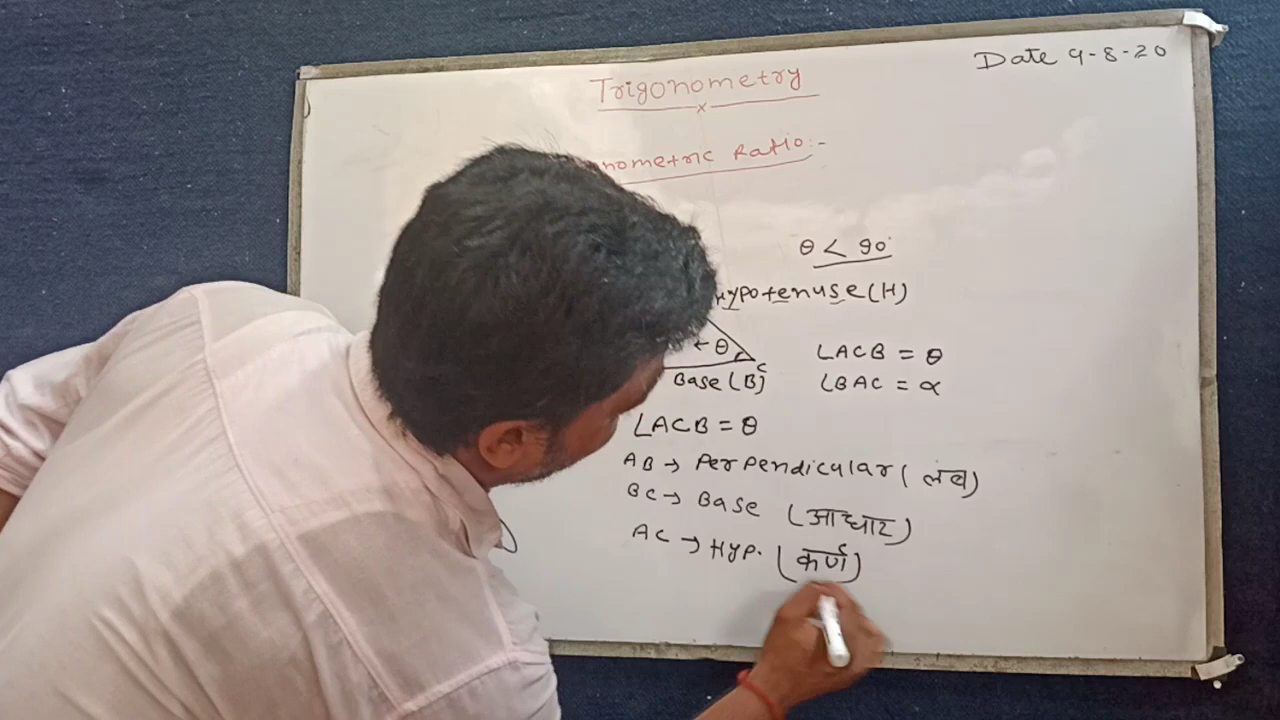 Date 9-8-20
Trigonometry
Ratio:-
θ < 90°
Hypotenuse(H)
← θ
C
Base(B)
∠ACB = θ
∠BAC = α
∠ACB = θ
AB → Perpendicular (लंब)
BC → Base (आधार)
AC → Hyp. (कर्ण)